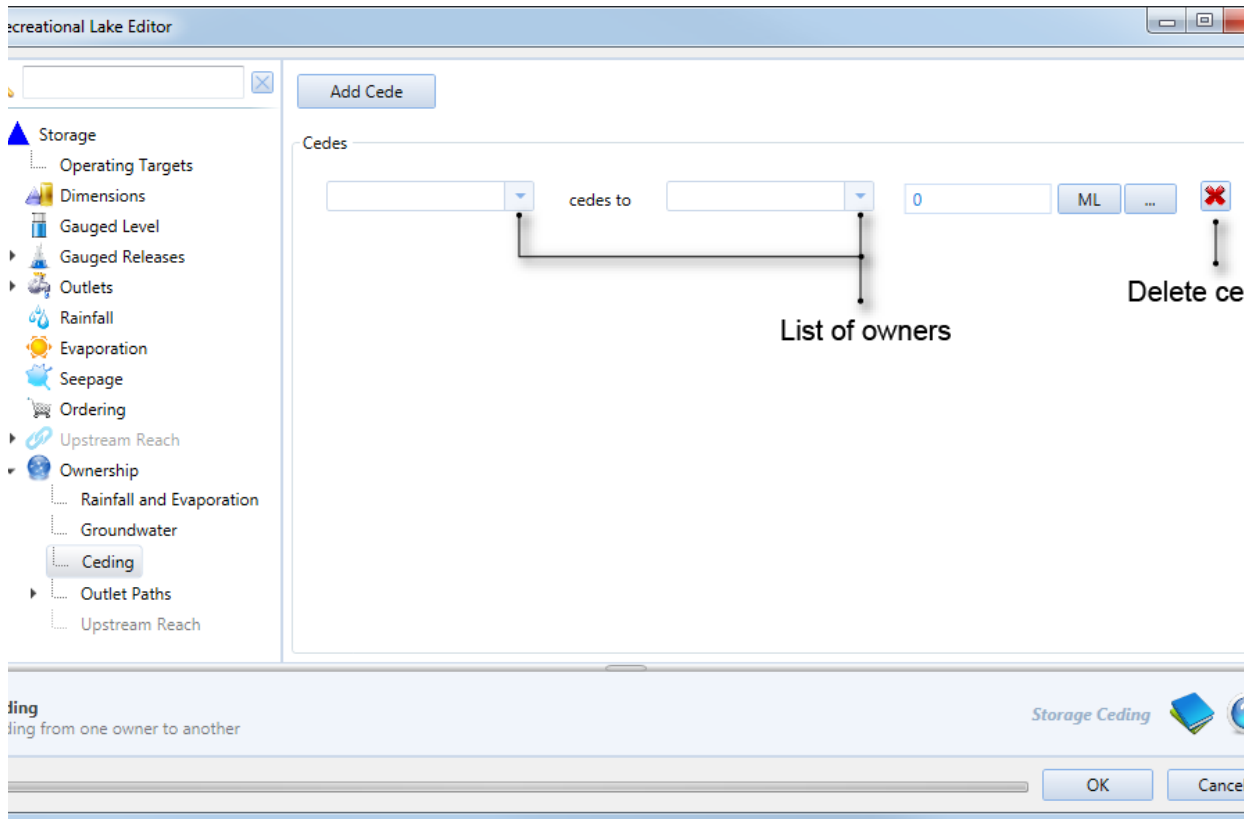 ecreational Lake Editor
Add Cede
Storage
Operating Targets
Dimensions
Gauged Level
Gauged Releases
Outlets
Rainfall
Evaporation
Seepage
Ordering
Upstream Reach
Ownership
Rainfall and Evaporation
Groundwater
Ceding
Outlet Paths
Upstream Reach
Cedes
cedes to
0
ML
...
Delete ce
List of owners
ding
ding from one owner to another
Storage Ceding
OK
Cancel